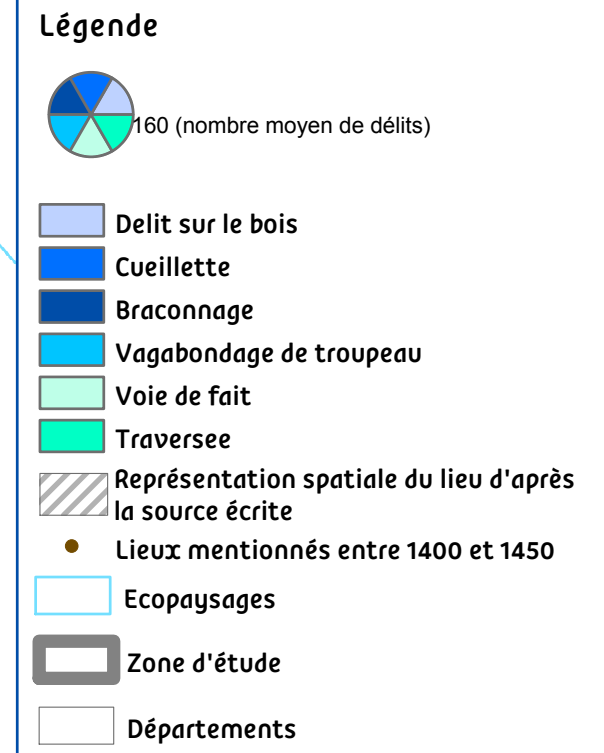 Légende
160 (nombre moyen de délits)
Delit sur le bois
Cueillette
Braconnage
Vagabondage de troupeau
Voie de fait
Traversee
Représentation spatiale du lieu d'après
la source écrite
Lieux mentionnés entre 1400 et 1450
Ecopaysages
Zone d'étude
Départements